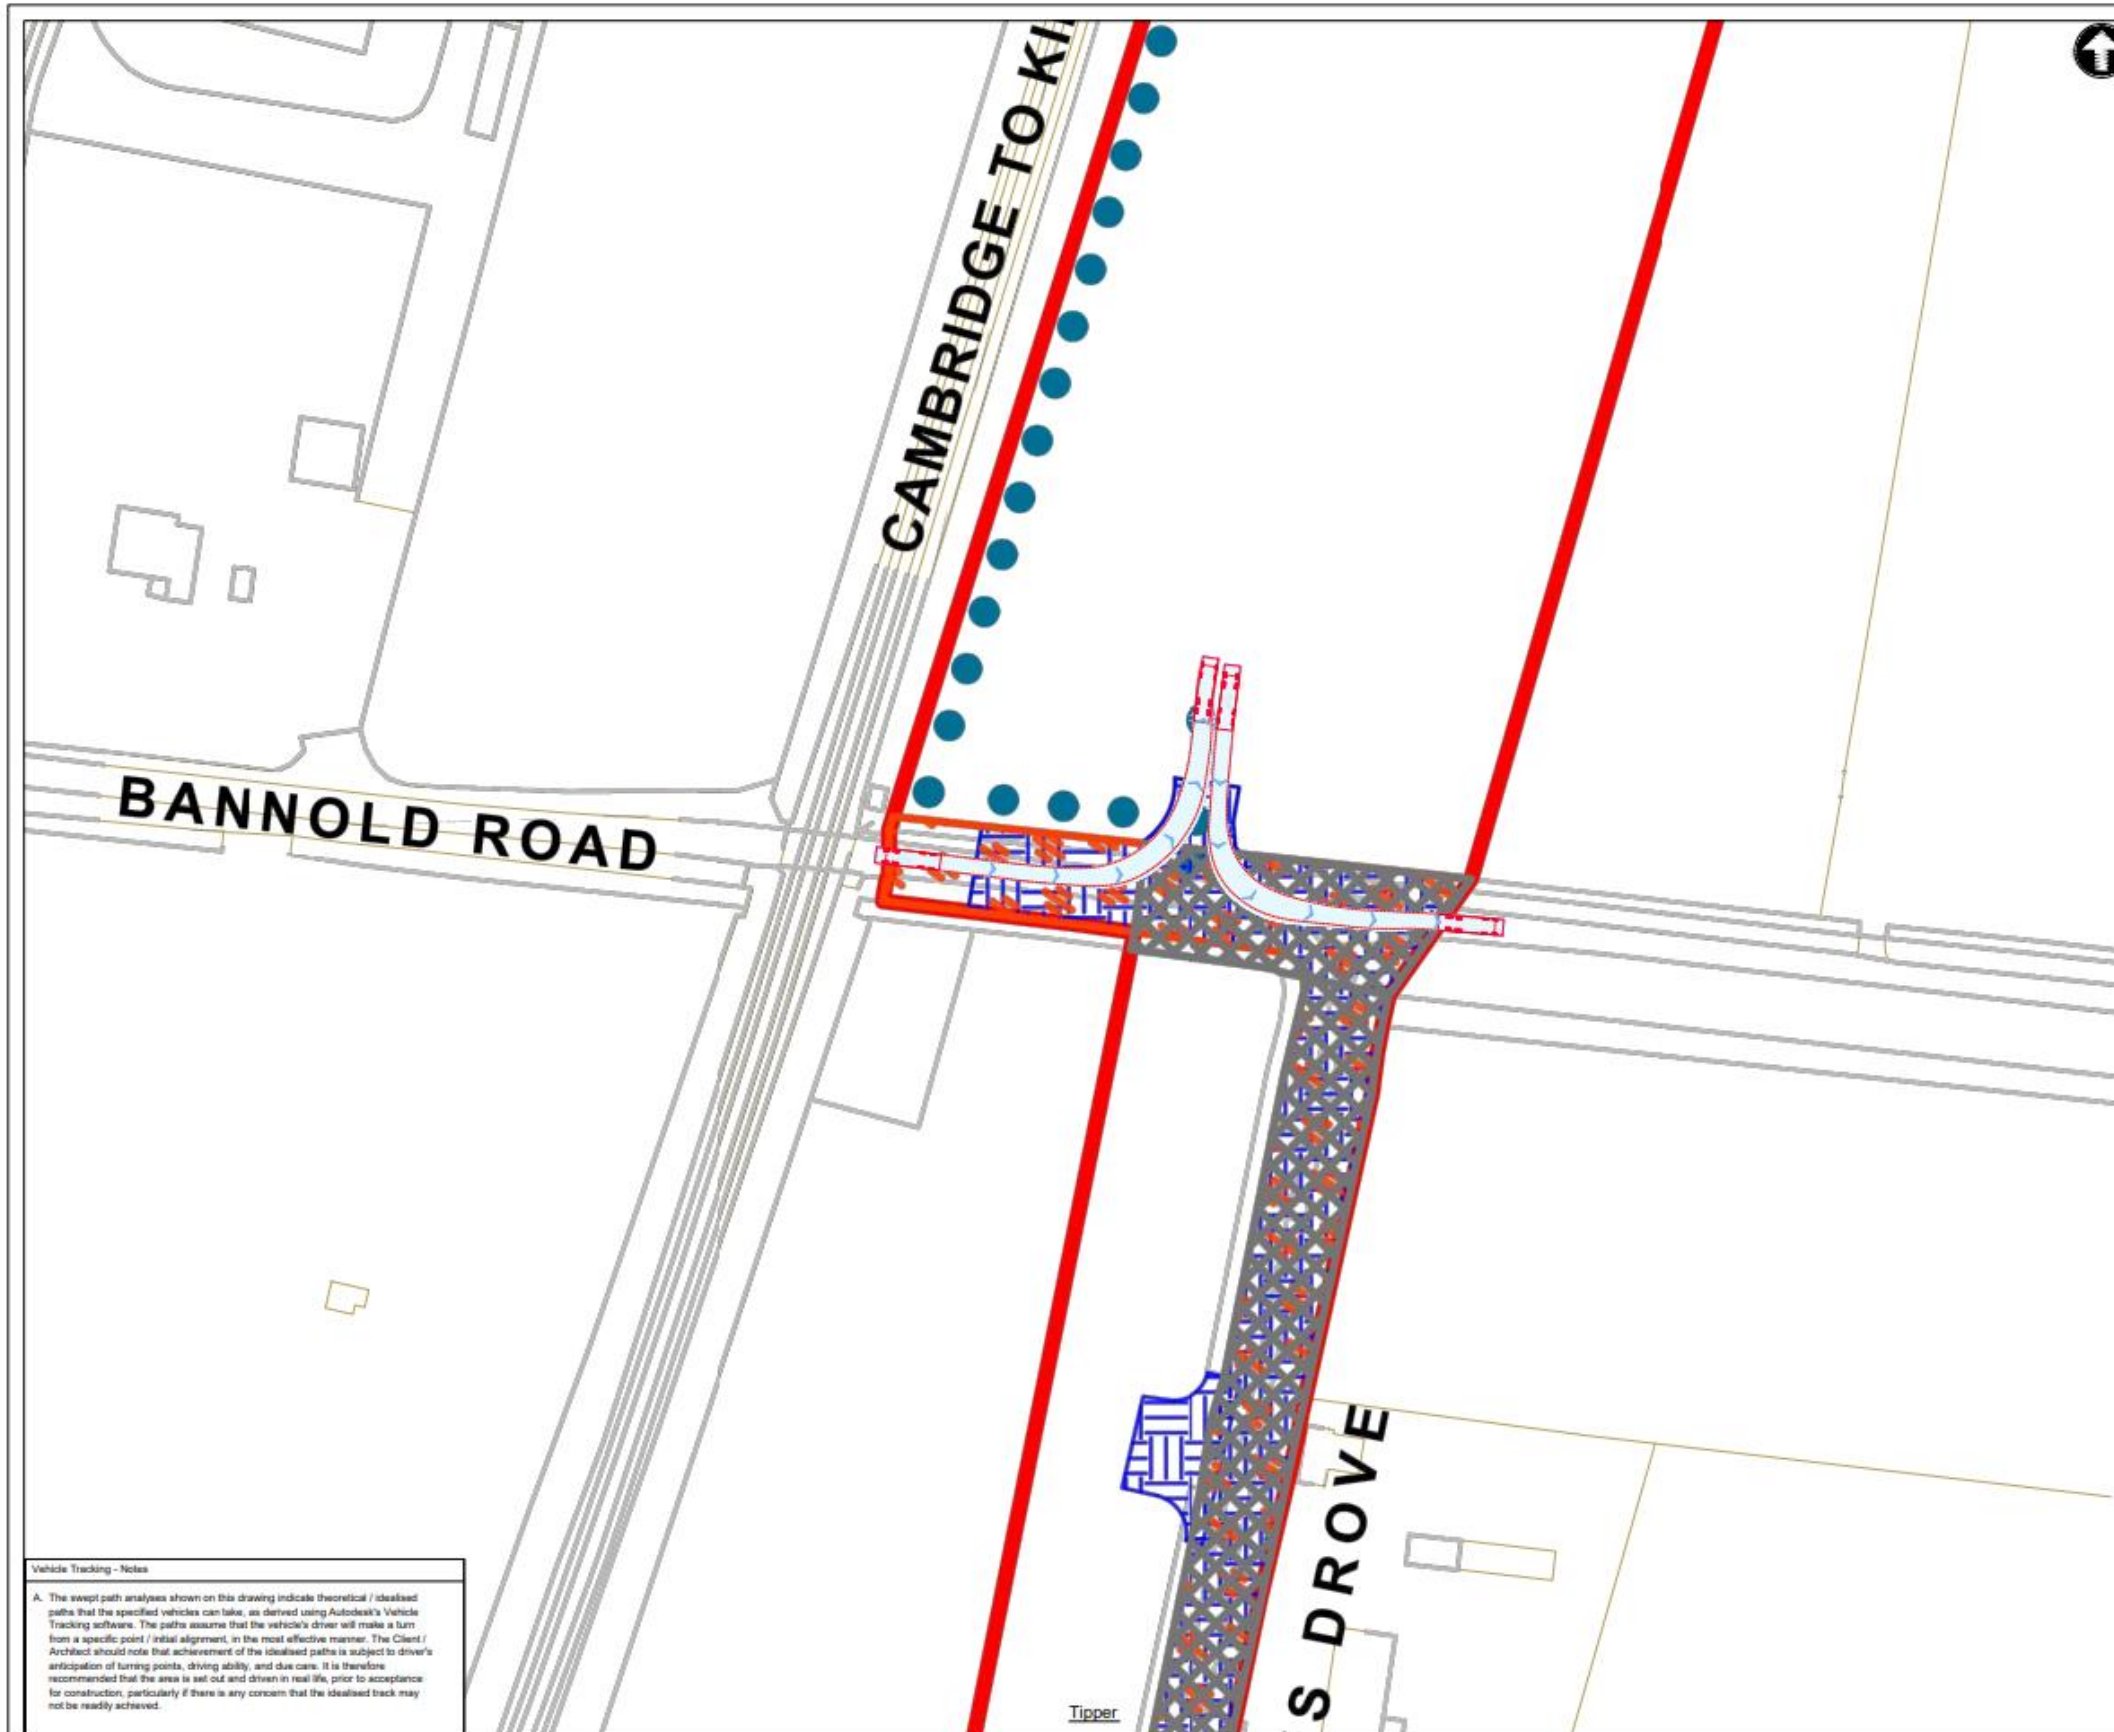 CAMBRIDGE TO KI
BANNOLD ROAD
S DROVE
Vehicle Tracking - Notes
A. The swept path analyses shown on this drawing indicate theoretical / idealised
paths that the specified vehicles can take, as derived using Autodesk's Vehicle
Tracking software. The paths assume that the vehicle's driver will make a turn
from a specific point / initial alignment, in the most effective manner. The Client /
Architect should note that achievement of the idealised paths is subject to driver's
anticipation of turning points, driving ability, and due care. It is therefore
recommended that the area is set out and driven in real life, prior to acceptance
for construction, particularly if there is any concern that the idealised track may
not be readily achieved.
Tipper